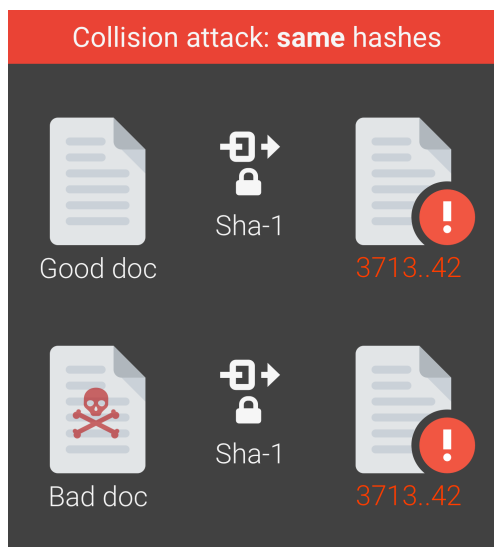 Collision attack: same hashes
Sha-1
Good doc
3713..42
Sha-1
Bad doc
3713..42